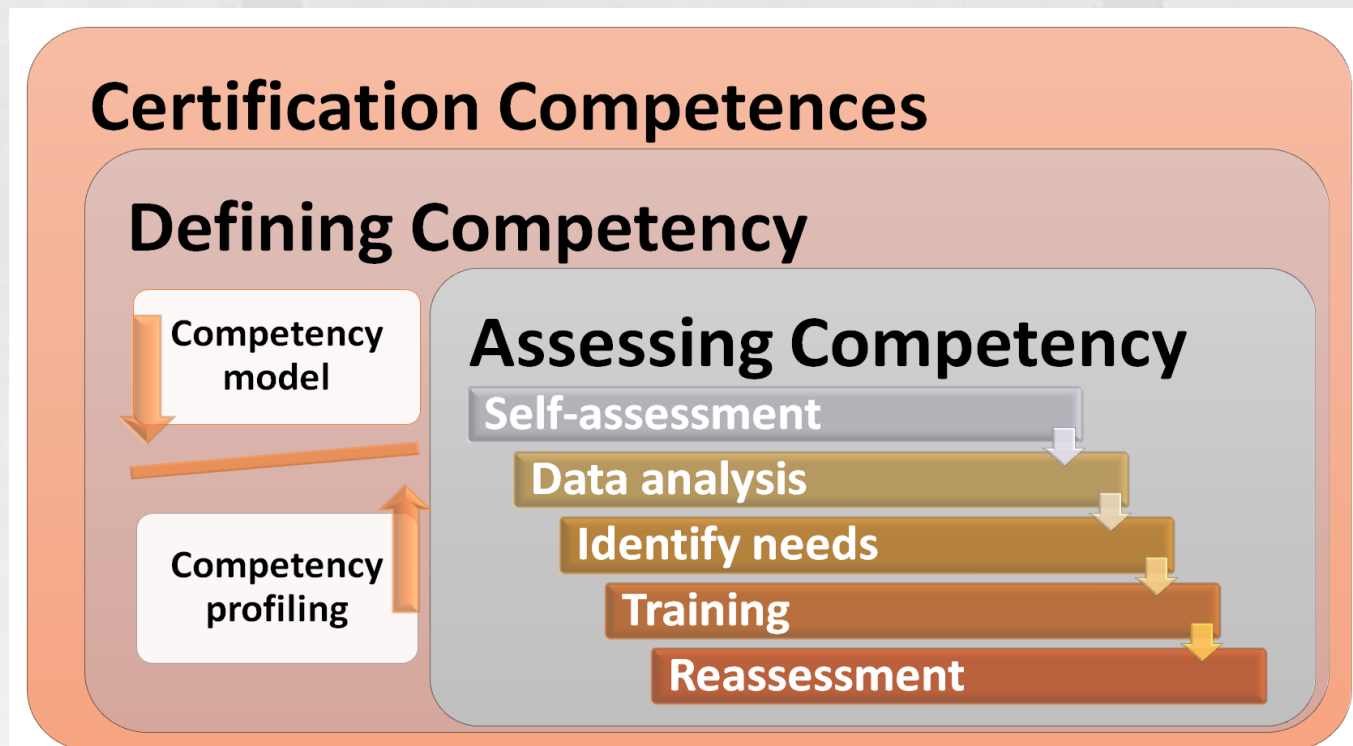 Certification Competences
Defining Competency
Competency
model
Competency
profiling
Assessing Competency
Self-assessment
Data analysis
Identify needs
Training
Reassessment